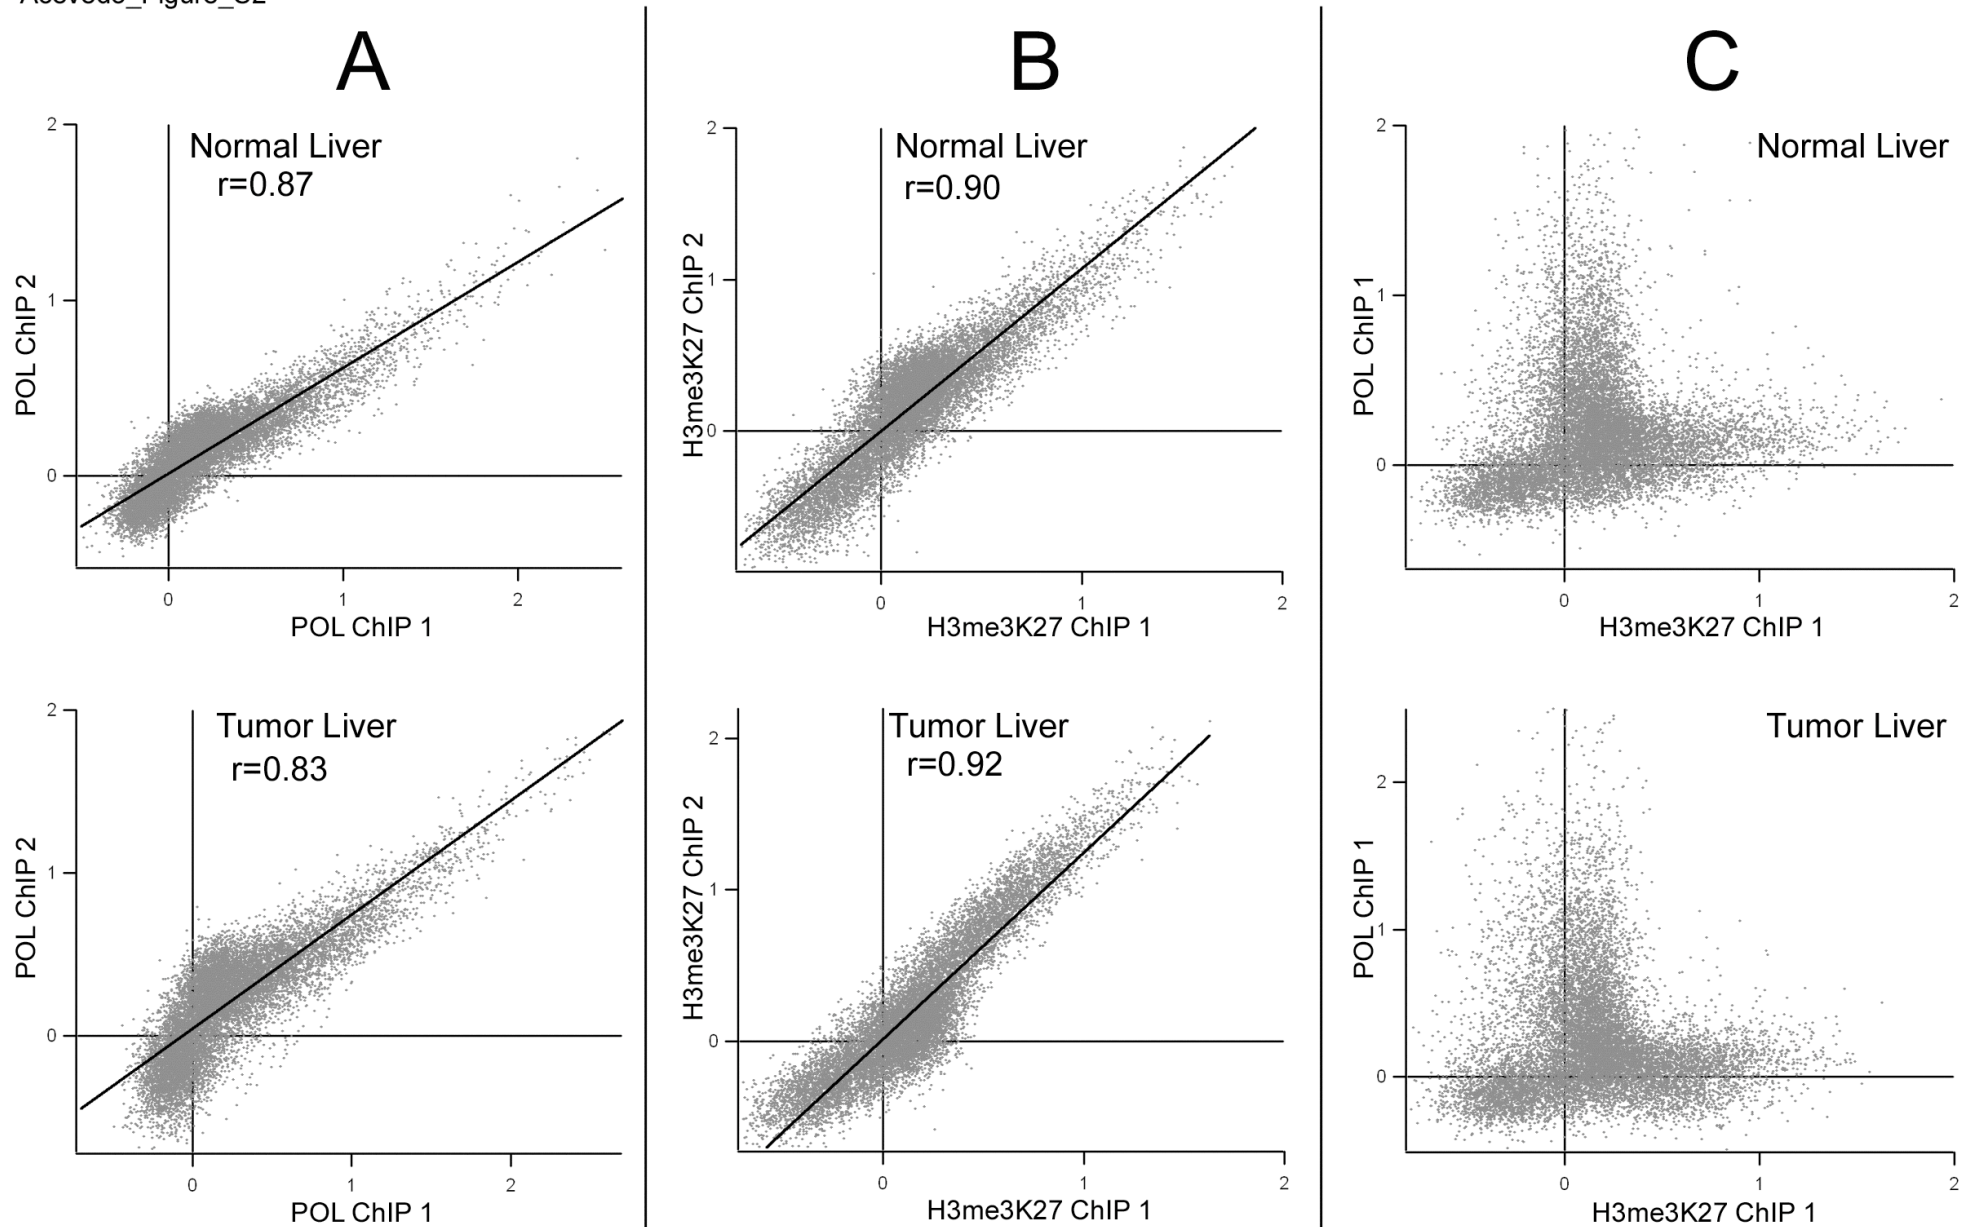 Acevedo_Figure_S2
A
B
C
Normal Liver
r=0.87
2
1
0
POL ChIP 2
0
1
2
POL ChIP 1
Normal Liver
r=0.90
2
1
0
H3me3K27 ChIP 2
0
1
2
H3me3K27 ChIP 1
Normal Liver
2
1
0
POL ChIP 1
0
1
2
H3me3K27 ChIP 1
Tumor Liver
r=0.83
2
1
0
POL ChIP 2
0
1
2
POL ChIP 1
Tumor Liver
r=0.92
2
1
0
H3me3K27 ChIP 2
0
1
2
H3me3K27 ChIP 1
Tumor Liver
2
1
0
POL ChIP 1
0
1
2
H3me3K27 ChIP 1